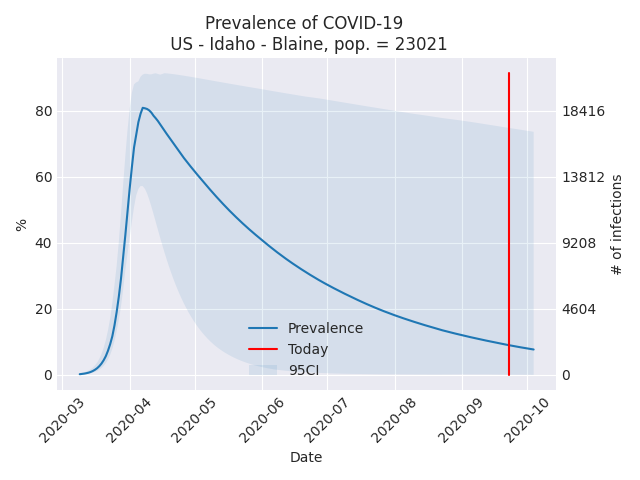 Prevalence of COVID-19
US - Idaho - Blaine, pop. = 23021
80
60
40
20
0
%
18416
13812
9208
4604
0
# of infections
Prevalence
Today
95CI
2020-03
2020-04
2020-05
2020-06
2020-07
2020-08
2020-09
2020-10
Date